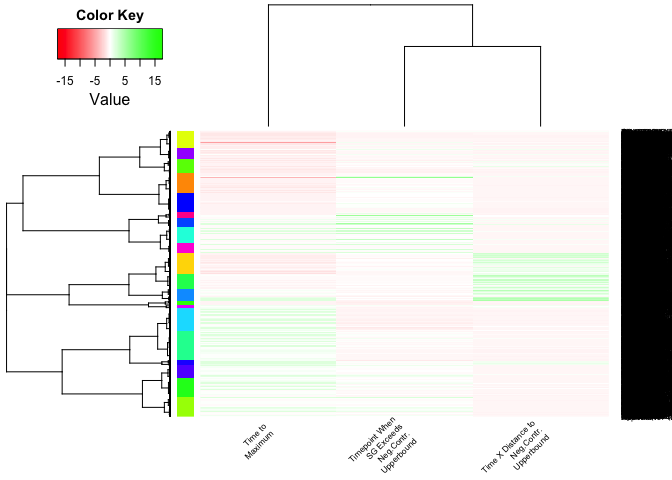 Color Key
-15 -5 5 15
Value
Time to
Maximum
Timepoint When
SG Exceeds
Neg.Contr.
Upperbound
Time X Distance to
Neg.Contr.
Upperbound